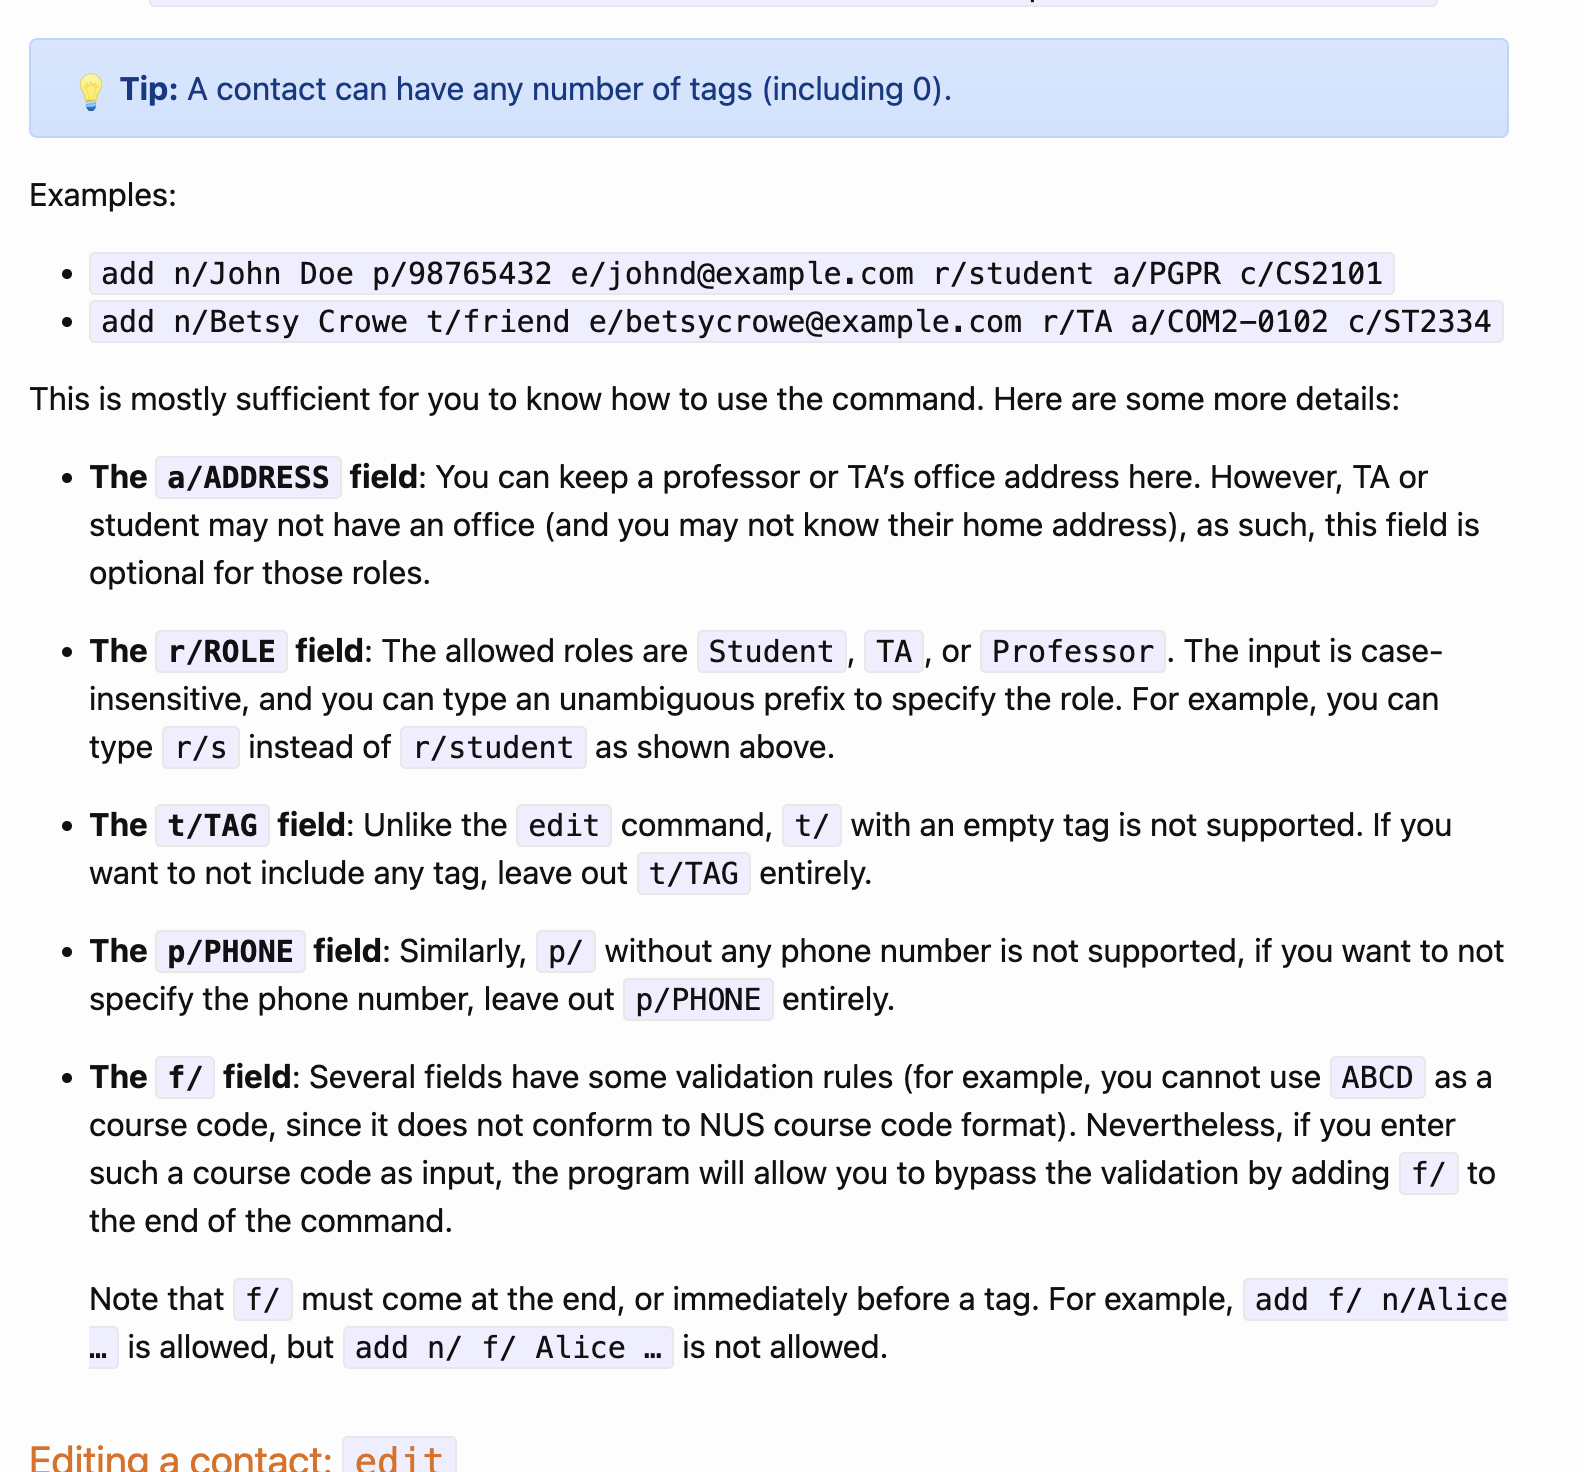 Tip: A contact can have any number of tags (including 0).
Examples:
add n/John Doe p/98765432 e/johnd@example.com r/student a/PGPR c/CS2101
add n/Betsy Crowe t/friend e/betsycrowe@example.com r/TA a/COM2-0102 c/ST2334
This is mostly sufficient for you to know how to use the command. Here are some more details:
The a/ADDRESS field: You can keep a professor or TA’s office address here. However, TA or
student may not have an office (and you may not know their home address), as such, this field is
optional for those roles.
The r/ROLE field: The allowed roles are Student, TA, or Professor. The input is case-
insensitive, and you can type an unambiguous prefix to specify the role. For example, you can
type r/s instead of r/student as shown above.
The t/TAG field: Unlike the edit command, t/ with an empty tag is not supported. If you
want to not include any tag, leave out t/TAG entirely.
The p/PHONE field: Similarly, p/ without any phone number is not supported, if you want to not
specify the phone number, leave out p/PHONE entirely.
The f/ field: Several fields have some validation rules (for example, you cannot use ABCD as a
course code, since it does not conform to NUS course code format). Nevertheless, if you enter
such a course code as input, the program will allow you to bypass the validation by adding f/ to
the end of the command.
Note that f/ must come at the end, or immediately before a tag. For example, add f/ n/Alice
… is allowed, but add n/ f/ Alice … is not allowed.
Editing a contact: edit